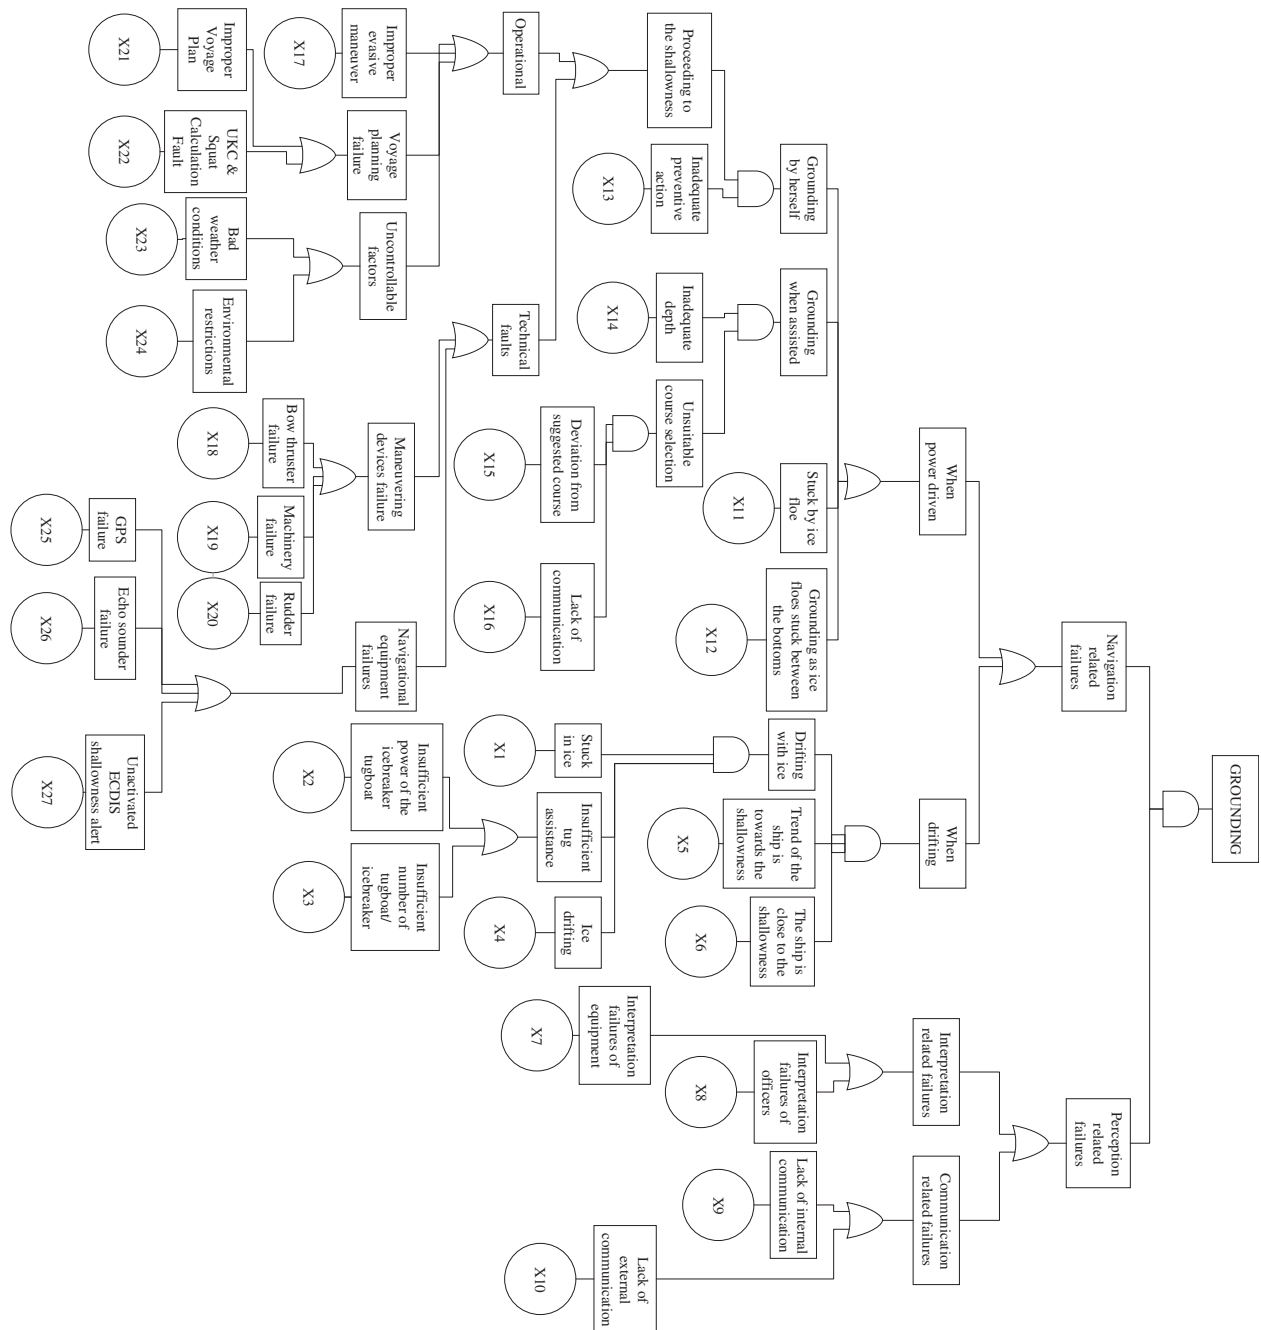 GROUNDING
Navigation
related
failures
Perception
related
failures
When
power driven
When
drifting
Interpretation
related failures
Communication
related failures
Grounding
by herself
Grounding
when assisted
Stuck by ice
floe
X11
Grounding as ice
floes stuck between
the bottoms
X12
Drifting
with ice
Trend of the
ship is
towards the
shallowness
X5
The ship is
close to the
shallowness
X6
Interpretation
failures of
equipment
X7
Interpretation
failures of
officers
X8
Lack of internal
communication
X9
Lack of
external
communication
X10
Proceeding to
the shallowness
Inadequate
preventive
action
X13
Inadequate
depth
X14
Unsuitable
course selection
Deviation from
suggested course
X15
Lack of
communication
X16
Stuck
in ice
X1
Insufficient
tug
assistance
Ice
drifting
X4
Insufficient
power of the
icebreaker
tugboat
X2
Insufficient
number of
tugboat/
icebreaker
X3
Operational
Technical
faults
Improper
evasive
maneuver
X17
Voyage
planning
failure
Uncontrollable
factors
Maneuvering
devices failure
Navigational
equipment
failures
Improper
Voyage
Plan
X21
UKC &
Squat
Calculation
Fault
X22
Bad
weather
conditions
X23
Environmental
restrictions
X24
Bow thruster
failure
X18
Machinery
failure
X19
Rudder
failure
X20
GPS
failure
X25
Echo sounder
failure
X26
Unactivated
ECDIS
shallowness alert
X27